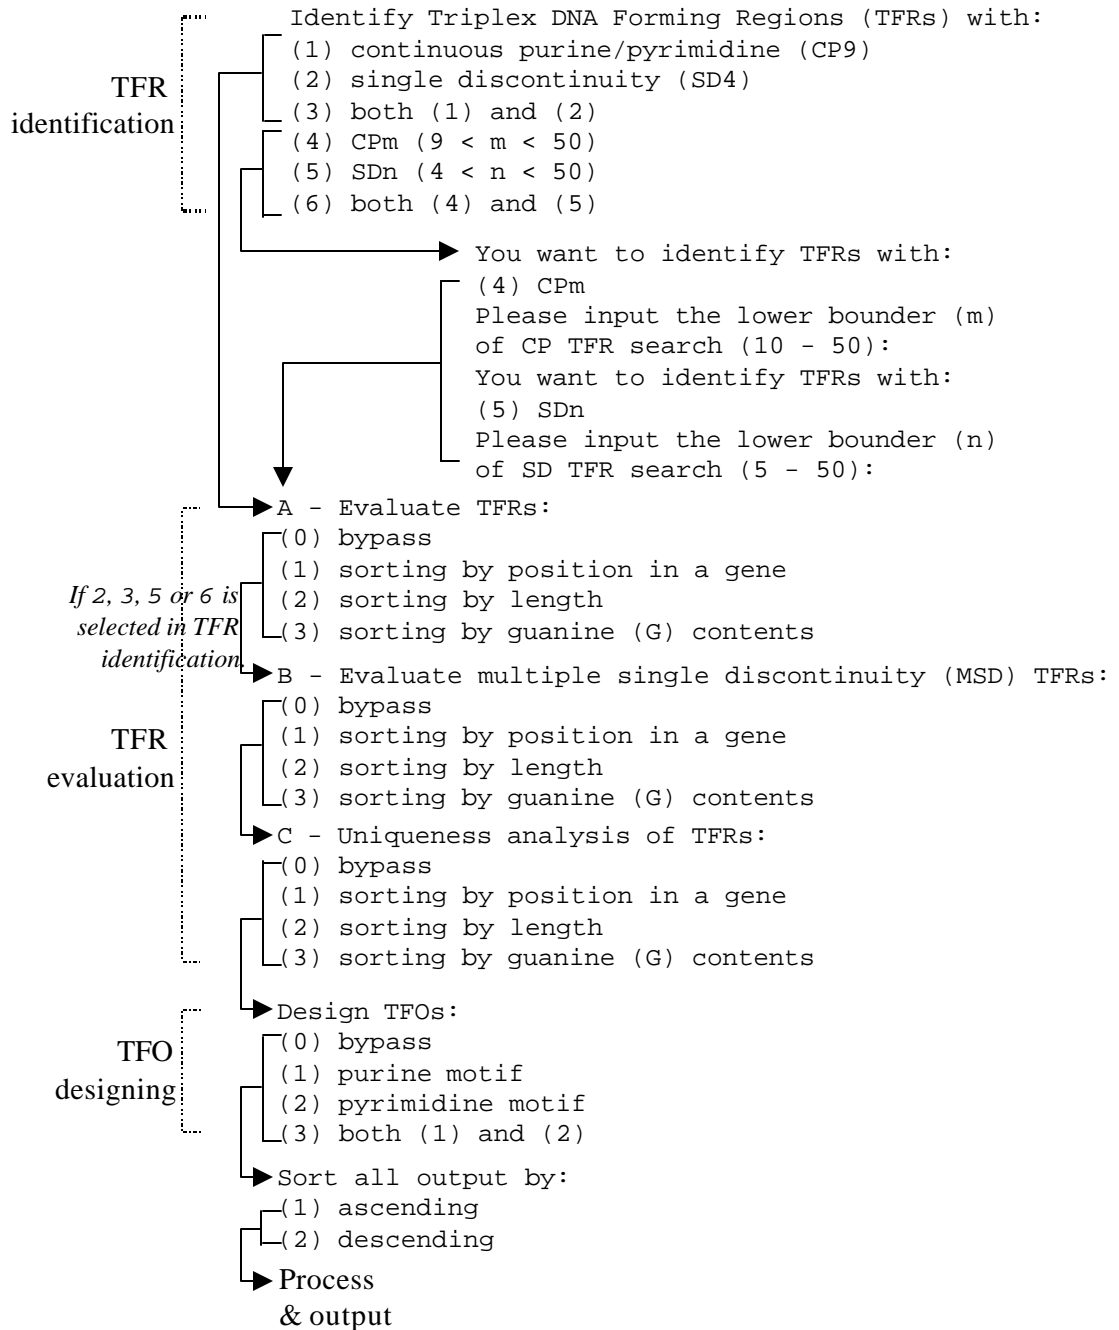 Identify Triplex DNA Forming Regions (TFRs) with:
(1) continuous purine/pyrimidine (CP9)
(2) single discontinuity (SD4)
(3) both (1) and (2)
(4) CPm (9 < m < 50)
(5) SDn (4 < n < 50)
(6) both (4) and (5)
TFR
identification
You want to identify TFRs with:
(4) CPm
Please input the lower bounder (m)
of CP TFR search (10 - 50):
You want to identify TFRs with:
(5) SDn
Please input the lower bounder (n)
of SD TFR search (5 - 50):
A - Evaluate TFRs:
(0) bypass
(1) sorting by position in a gene
(2) sorting by length
(3) sorting by guanine (G) contents
If 2, 3, 5 or 6 is
selected in TFR
identification.
B - Evaluate multiple single discontinuity (MSD) TFRs:
(0) bypass
(1) sorting by position in a gene
(2) sorting by length
(3) sorting by guanine (G) contents
TFR
evaluation
C - Uniqueness analysis of TFRs:
(0) bypass
(1) sorting by position in a gene
(2) sorting by length
(3) sorting by guanine (G) contents
Design TFOs:
(0) bypass
(1) purine motif
(2) pyrimidine motif
(3) both (1) and (2)
TFO
designing
Sort all output by:
(1) ascending
(2) descending
Process
& output